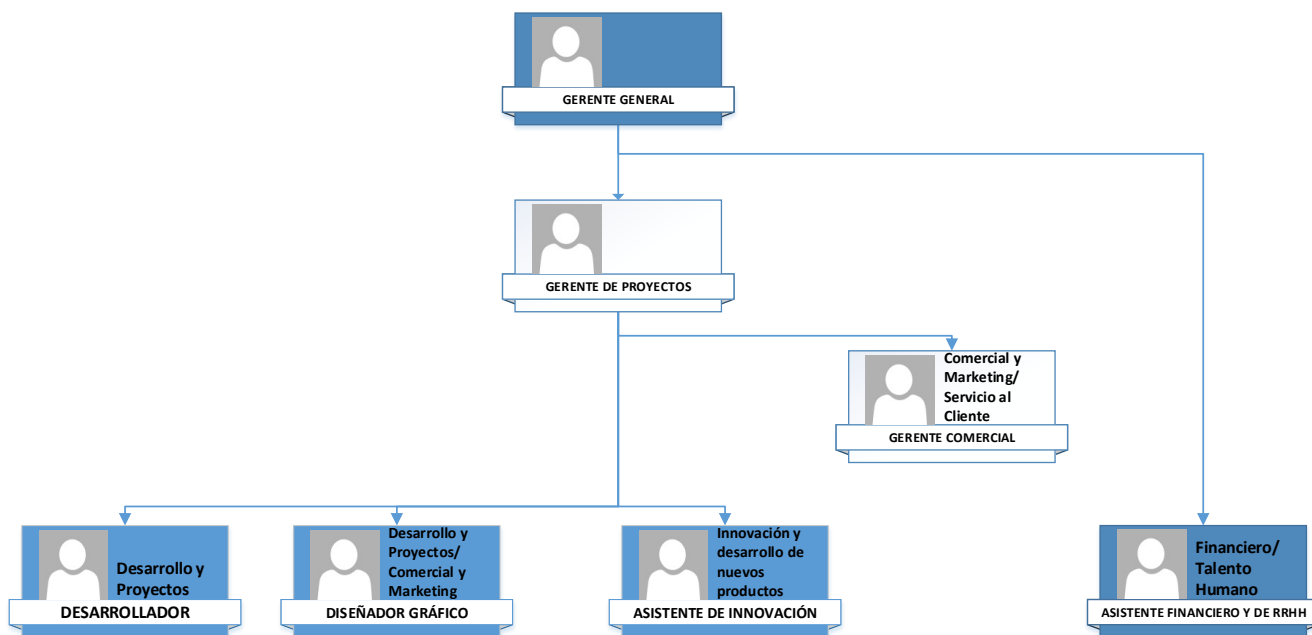 GERENTE GENERAL
GERENTE DE PROYECTOS
Comercial y
Marketing/
Servicio al
Cliente
GERENTE COMERCIAL
Desarrollo y
Proyectos
DESARROLLADOR
Desarrollo y
Proyectos/
Comercial y
Marketing
DISEÑADOR GRÁFICO
Innovación y
desarrollo de
nuevos
productos
ASISTENTE DE INNOVACIÓN
Financiero/
Talento
Humano
ASISTENTE FINANCIERO Y DE RRHH